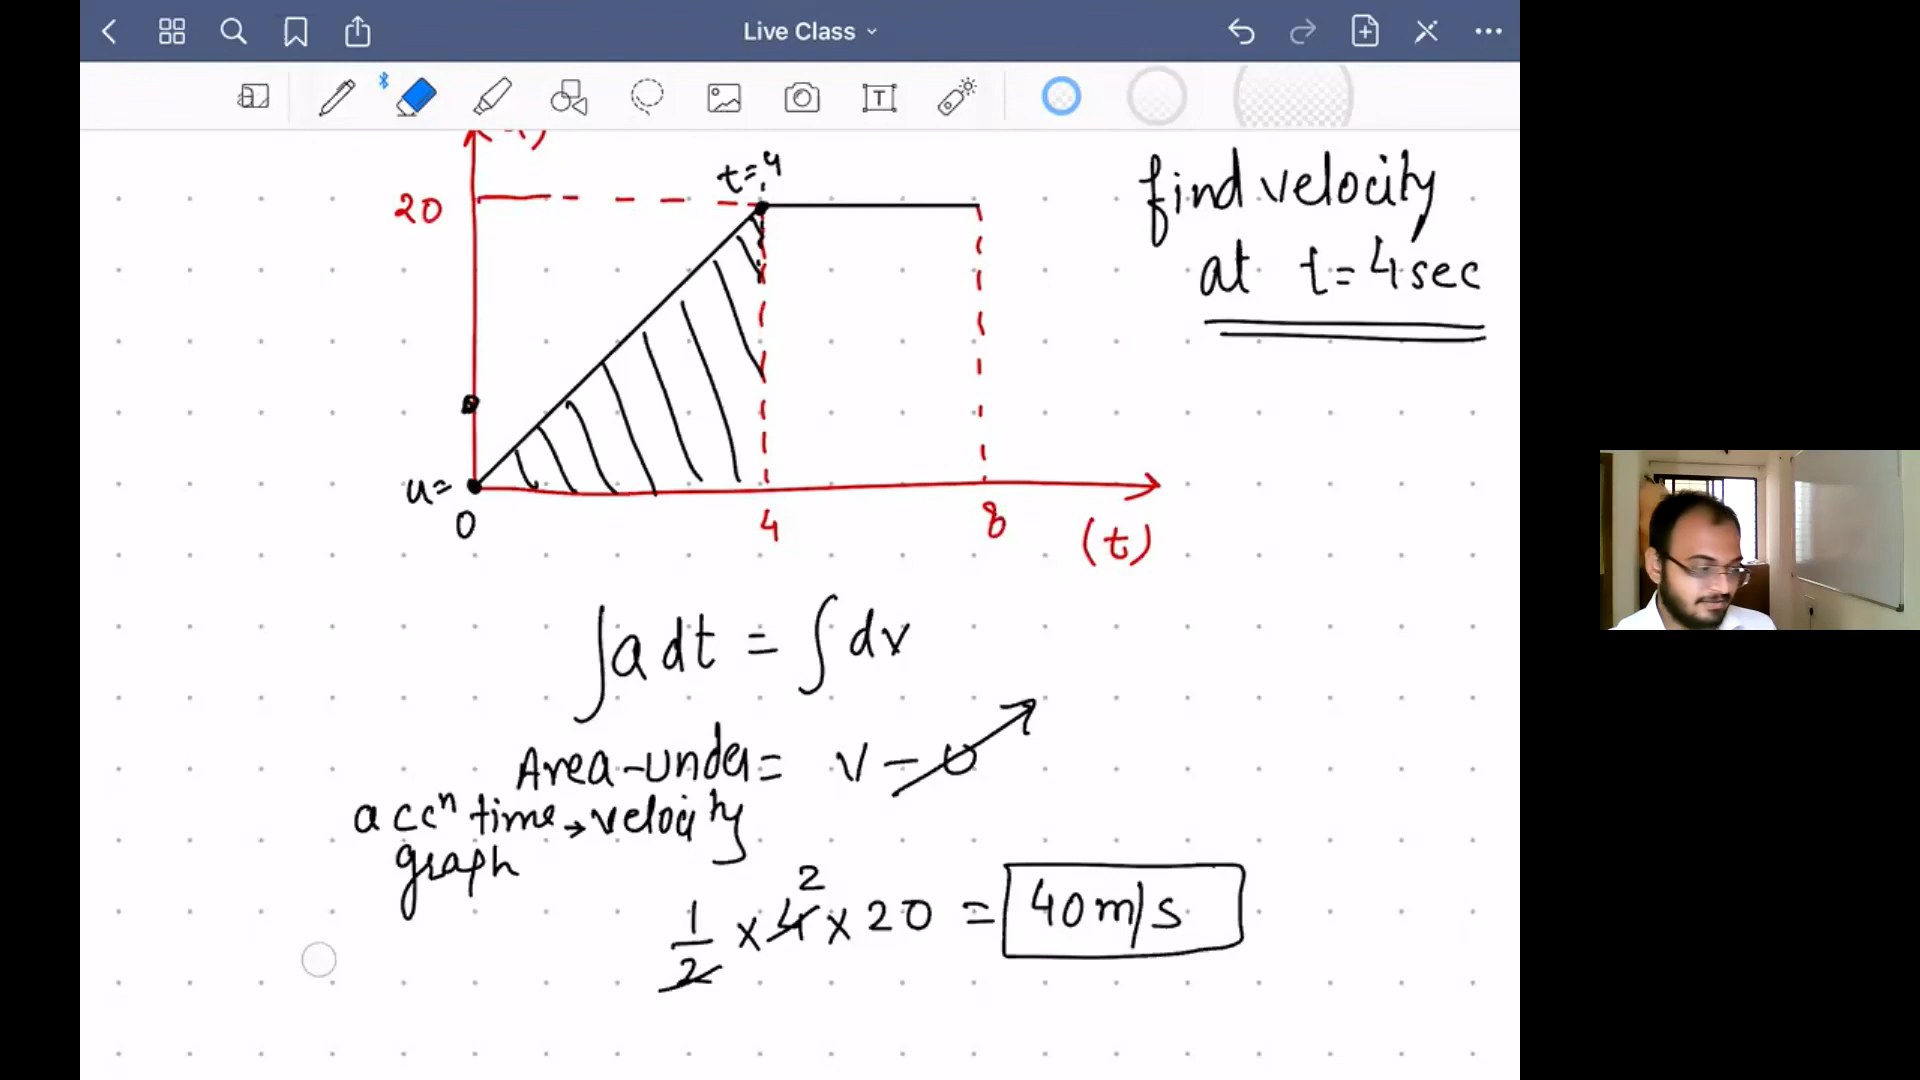 Live Class
20
t=4
find velocity
at t=4sec
u=
0
4
8
(t)
∫a dt = ∫dv
Area-under = v - 0
accⁿ time → velocity
graph
1/2 × 4 2 × 20 = 40m/s